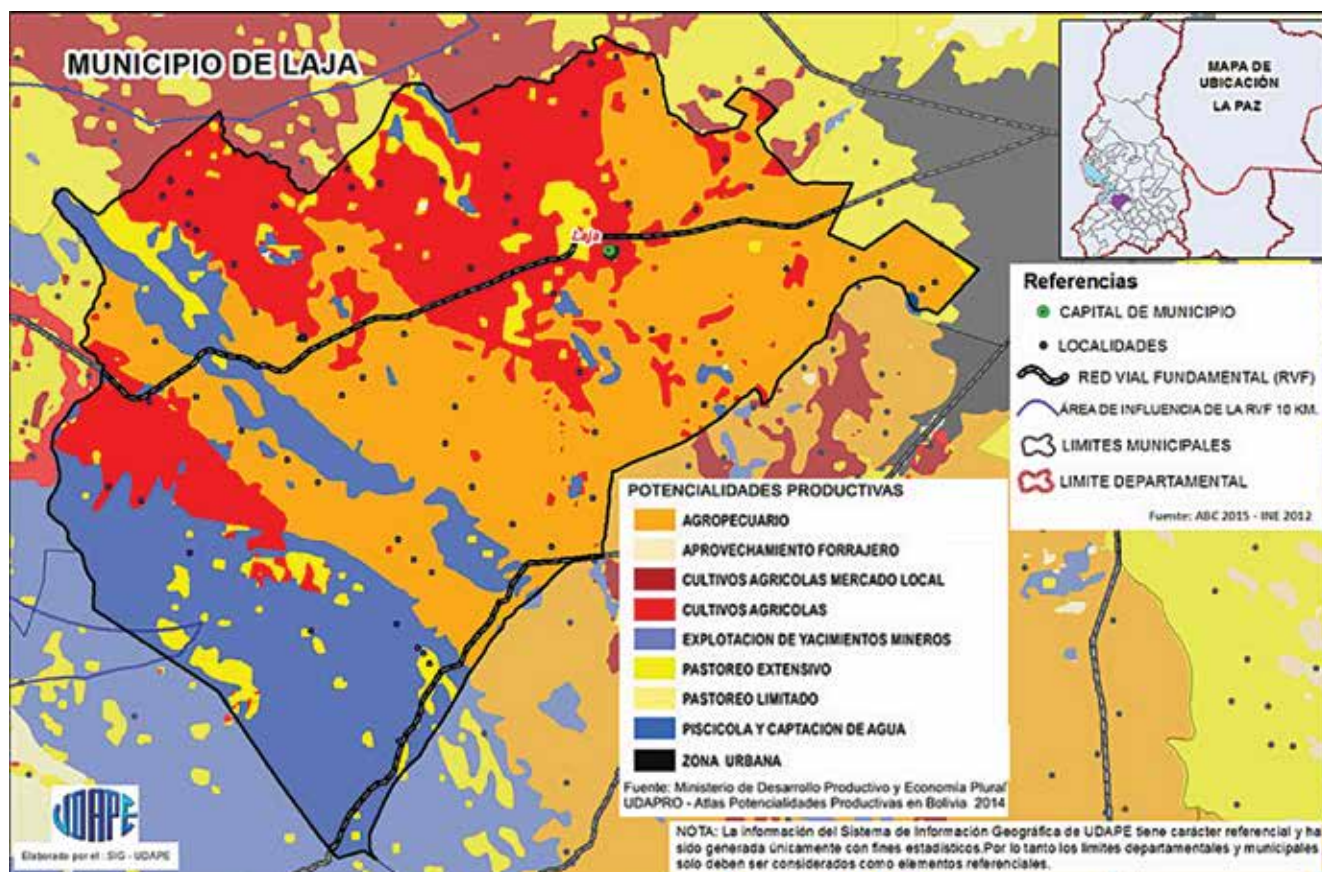 MUNICIPIO DE LAJA
MAPA DE
UBICACIÓN
LA PAZ
Laja
Referencias
CAPITAL DE MUNICIPIO
LOCALIDADES
RED VIAL FUNDAMENTAL (RVF)
ÁREA DE INFLUENCIA DE LA RVF 10 KM.
LIMITES MUNICIPALES
LIMITE DEPARTAMENTAL
Fuente: ABC 2015 - INE 2012
POTENCIALIDADES PRODUCTIVAS
AGROPECUARIO
APROVECHAMIENTO FORRAJERO
CULTIVOS AGRICOLAS MERCADO LOCAL
CULTIVOS AGRICOLAS
EXPLOTACION DE YACIMIENTOS MINEROS
PASTOREO EXTENSIVO
PASTOREO LIMITADO
PISCICOLA Y CAPTACION DE AGUA
ZONA URBANA
Fuente: Ministerio de Desarrollo Productivo y Economía Plural
UDAPRO - Atlas Potencialidades Productivas en Bolivia 2014
UDAPE
Elaborado por el : SIG - UDAPE
NOTA: La información del Sistema de Información Geográfica de UDAPE tiene carácter referencial y ha
sido generada únicamente con fines estadísticos.Por lo tanto los limites departamentales y municipales
solo deben ser considerados como elementos referenciales.